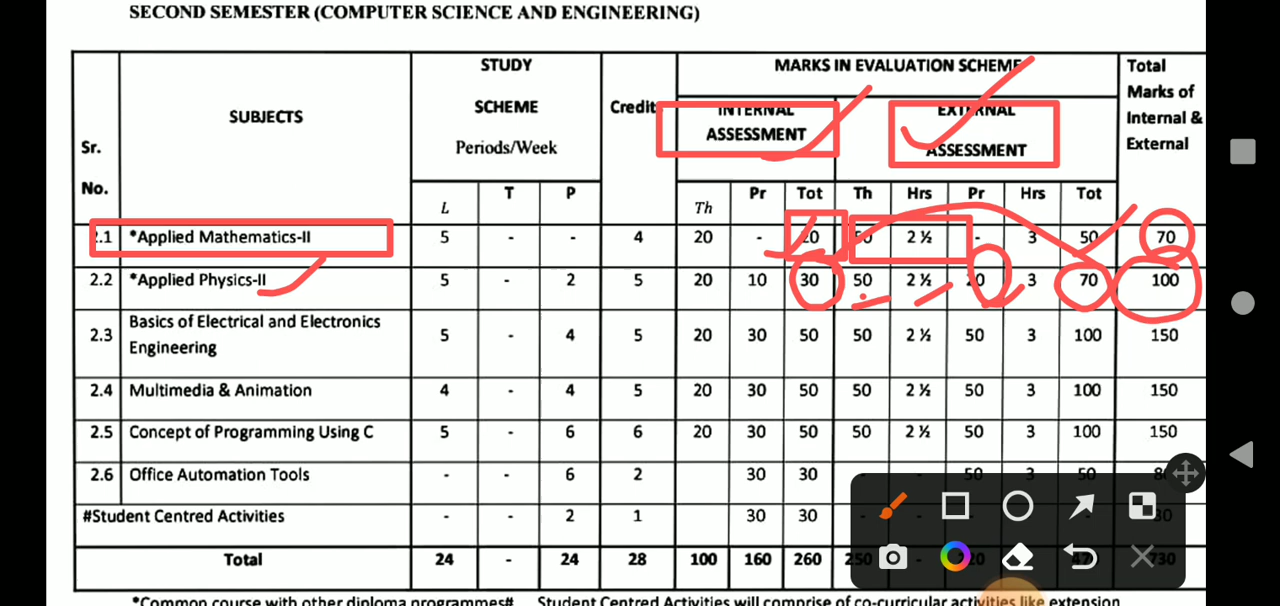 SECOND SEMESTER (COMPUTER SCIENCE AND ENGINEERING)
Sr. No. SUBJECTS STUDY SCHEME Periods/Week Credit MARKS IN EVALUATION SCHEME Total Marks of Internal & External
INTERNAL ASSESSMENT EXTERNAL ASSESSMENT
L T P Th Pr Tot Th Hrs Pr Hrs Tot
2.1 *Applied Mathematics-II 5 - - 4 20 - 20 50 2 ½ - 3 50 70
2.2 *Applied Physics-II 5 - 2 5 20 10 30 50 2 ½ 20 3 70 100
2.3 Basics of Electrical and Electronics Engineering 5 - 4 5 20 30 50 50 2 ½ 50 3 100 150
2.4 Multimedia & Animation 4 - 4 5 20 30 50 50 2 ½ 50 3 100 150
2.5 Concept of Programming Using C 5 - 6 6 20 30 50 50 2 ½ 50 3 100 150
2.6 Office Automation Tools - - 6 2 30 30 50 3 50
#Student Centred Activities - - 2 1 30 30 - 30
Total 24 - 24 28 100 160 260 250 - 470 730
*Common course with other diploma programmes# Student Centred Activities will comprise of co-curricular activities like extension